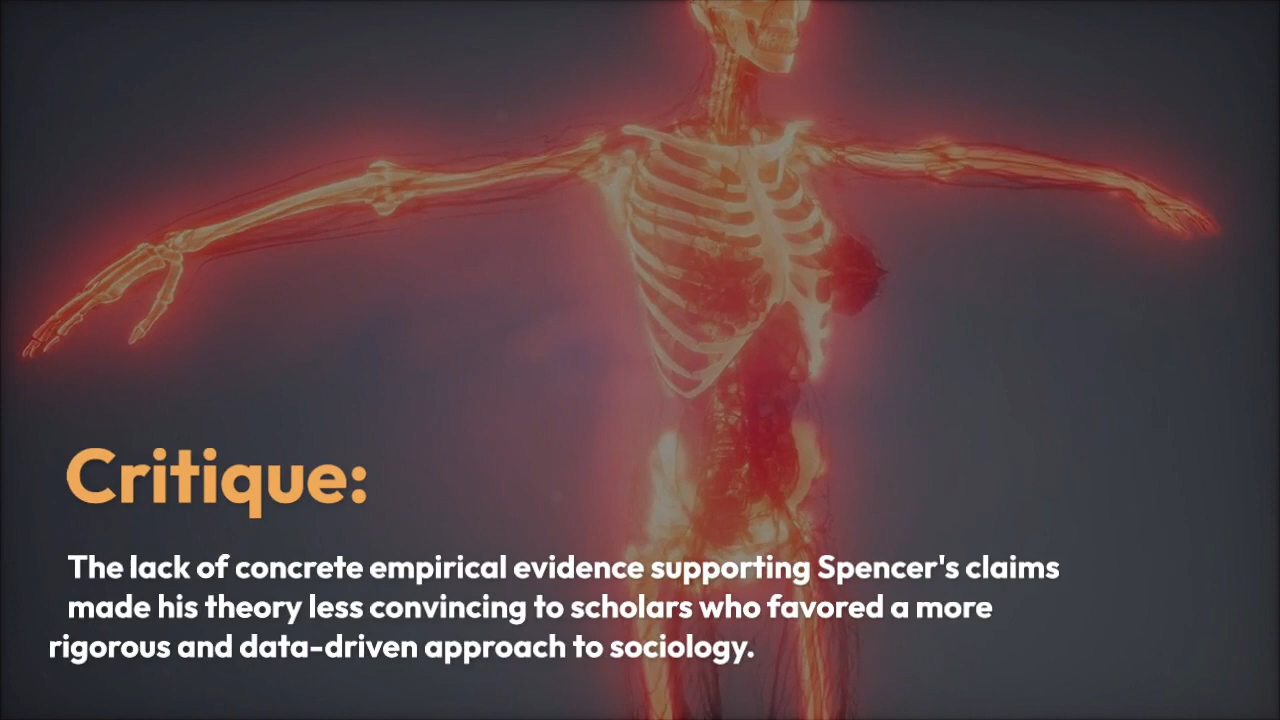 Critique:
The lack of concrete empirical evidence supporting Spencer's claims
made his theory less convincing to scholars who favored a more
rigorous and data-driven approach to sociology.